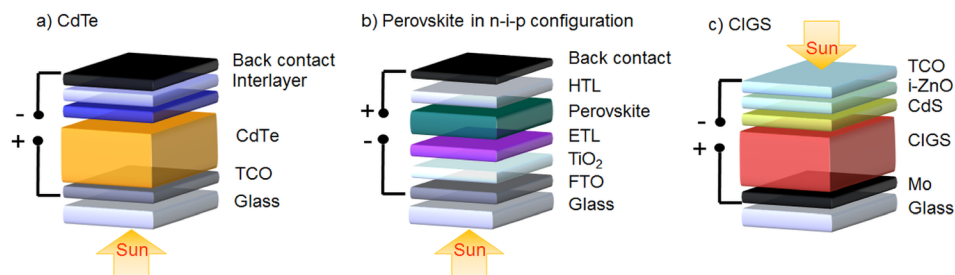 a) CdTe
Back contact
Interlayer
-
+
CdTe
TCO
Glass
Sun
b) Perovskite in n-i-p configuration
Back contact
HTL
+
Perovskite
-
ETL
TiO₂
FTO
Glass
Sun
c) CIGS
Sun
TCO
i-ZnO
CdS
-
+
CIGS
Mo
Glass